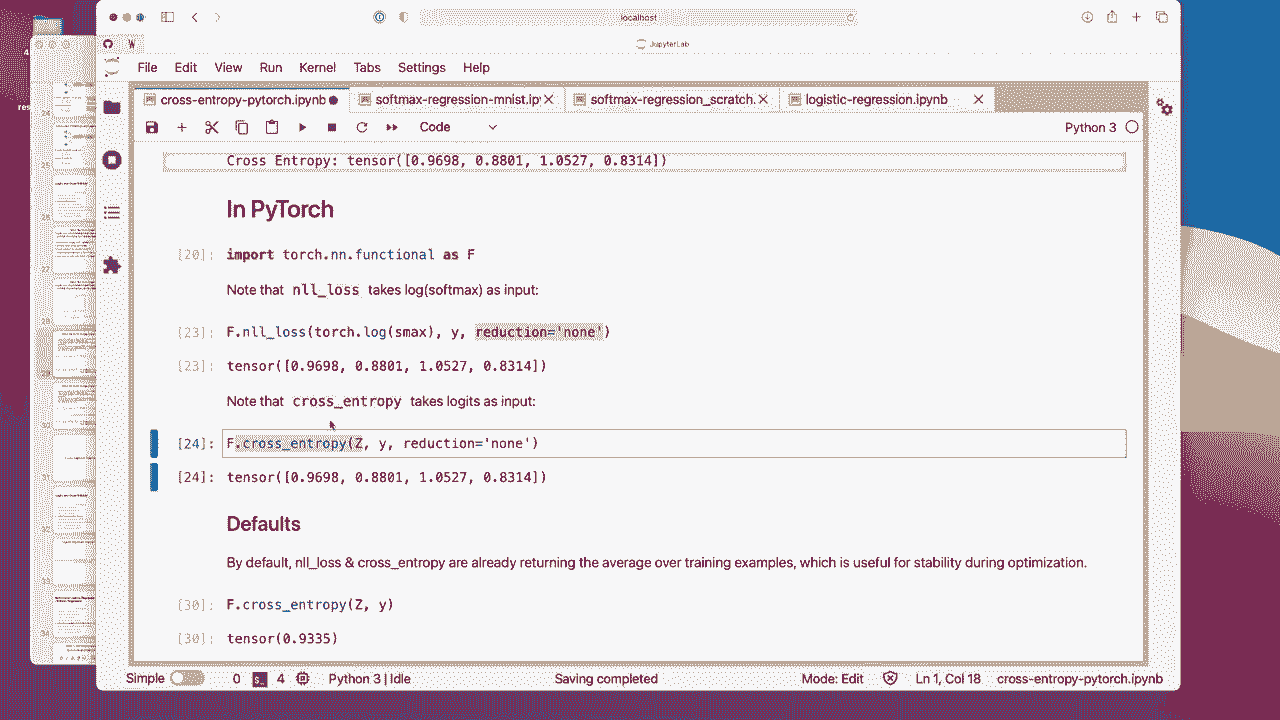 localhost
JupyterLab
File Edit View Run Kernel Tabs Settings Help
cross-entropy-pytorch.ipynb softmax-regression-mnist.ip softmax-regression_scratch. logistic-regression.ipynb
Code Python 3
Cross Entropy: tensor([0.9698, 0.8801, 1.0527, 0.8314])
In PyTorch
[20]: import torch.nn.functional as F
Note that nll_loss takes log(softmax) as input:
[23]: F.nll_loss(torch.log(smax), y, reduction='none')
[23]: tensor([0.9698, 0.8801, 1.0527, 0.8314])
Note that cross_entropy takes logits as input:
[24]: F.cross_entropy(Z, y, reduction='none')
[24]: tensor([0.9698, 0.8801, 1.0527, 0.8314])
Defaults
By default, nll_loss & cross_entropy are already returning the average over training examples, which is useful for stability during optimization.
[30]: F.cross_entropy(Z, y)
[30]: tensor(0.9335)
Simple 0 4 Python 3 | Idle Saving completed Mode: Edit Ln 1, Col 18 cross-entropy-pytorch.ipynb